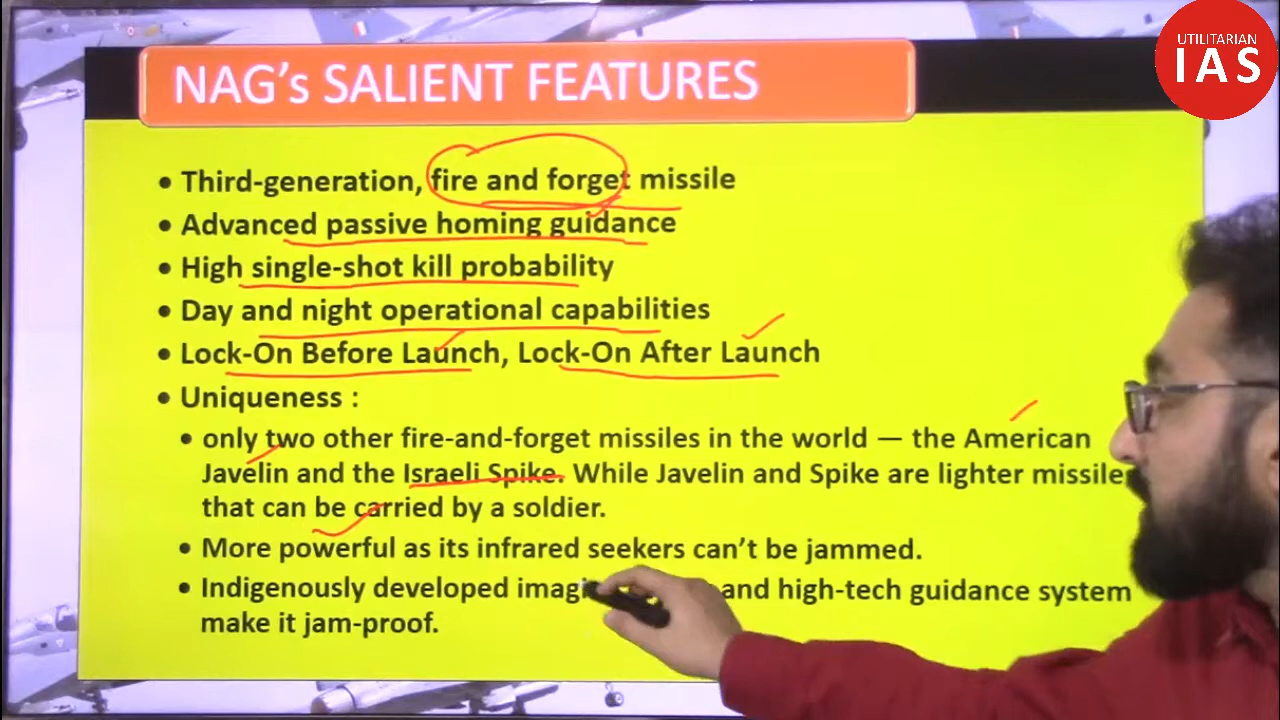 UTILITARIAN
IAS
NAG's SALIENT FEATURES
• Third-generation, fire and forget missile
• Advanced passive homing guidance
• High single-shot kill probability
• Day and night operational capabilities
• Lock-On Before Launch, Lock-On After Launch
• Uniqueness :
• only two other fire-and-forget missiles in the world — the American
Javelin and the Israeli Spike. While Javelin and Spike are lighter
that can be carried by a soldier.
• More powerful as its infrared seekers can't be jammed.
• Indigenously developed and high-tech guidance system
make it jam-proof.